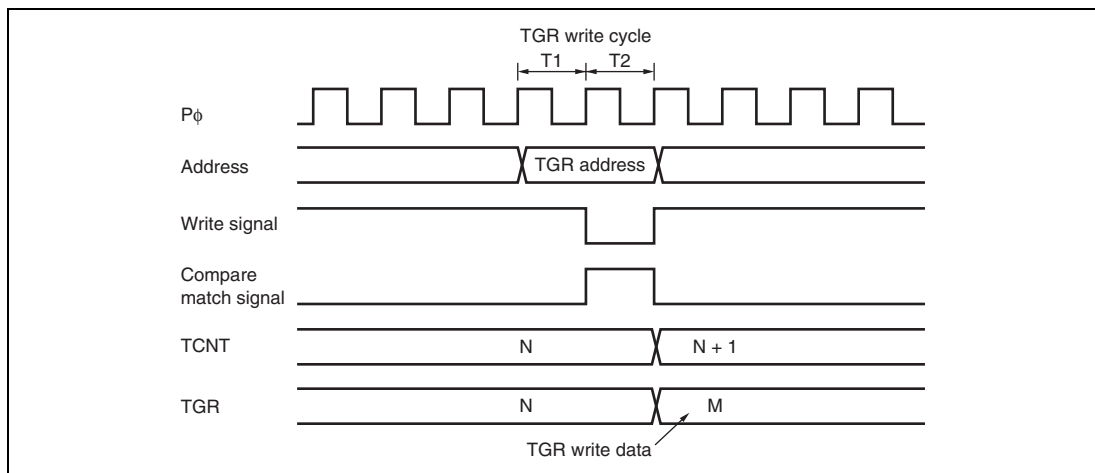 TGR write cycle
T1 T2
Pϕ
Address TGR address
Write signal
Compare
match signal
TCNT N N + 1
TGR N M
TGR write data